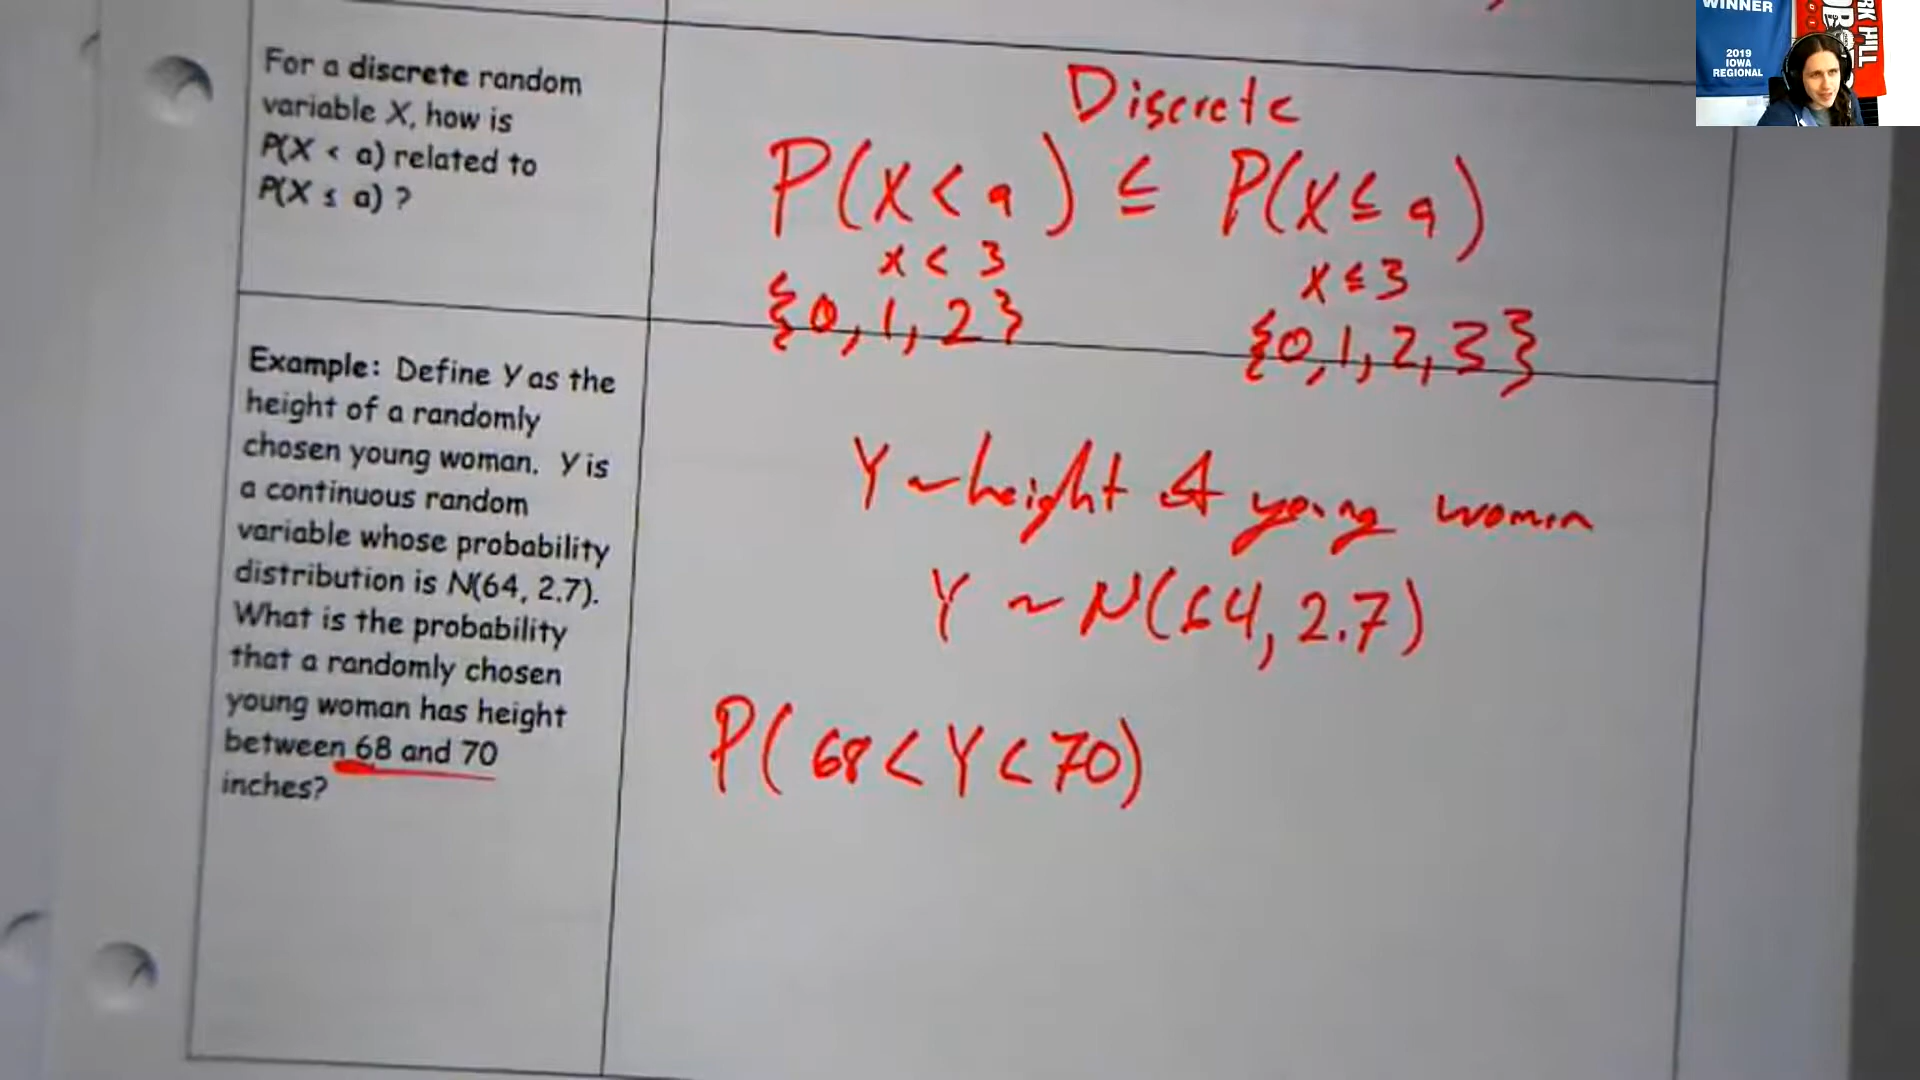 WINNER
2019
IOWA
REGIONAL
RK HILL
For a discrete random
variable X, how is
P(X < a) related to
P(X ≤ a) ?
Discrete
P(X < a) ≤ P(X ≤ a)
x < 3
x ≤ 3
{0, 1, 2}
{0, 1, 2, 3}
Example: Define Y as the
height of a randomly
chosen young woman. Y is
a continuous random
variable whose probability
distribution is N(64, 2.7).
What is the probability
that a randomly chosen
young woman has height
between 68 and 70
inches?
Y ~ height of young women
Y ~ N(64, 2.7)
P(68 < Y < 70)